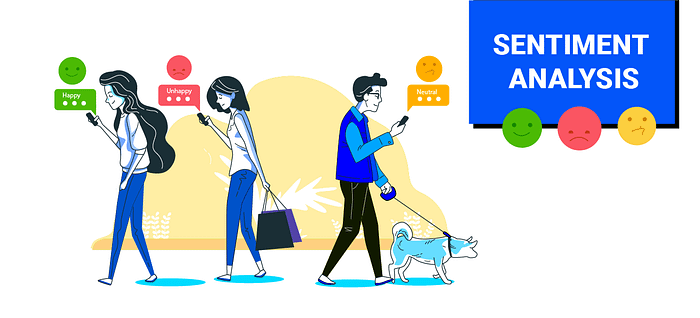 SENTIMENT
ANALYSIS
Happy
Unhappy
Neutral